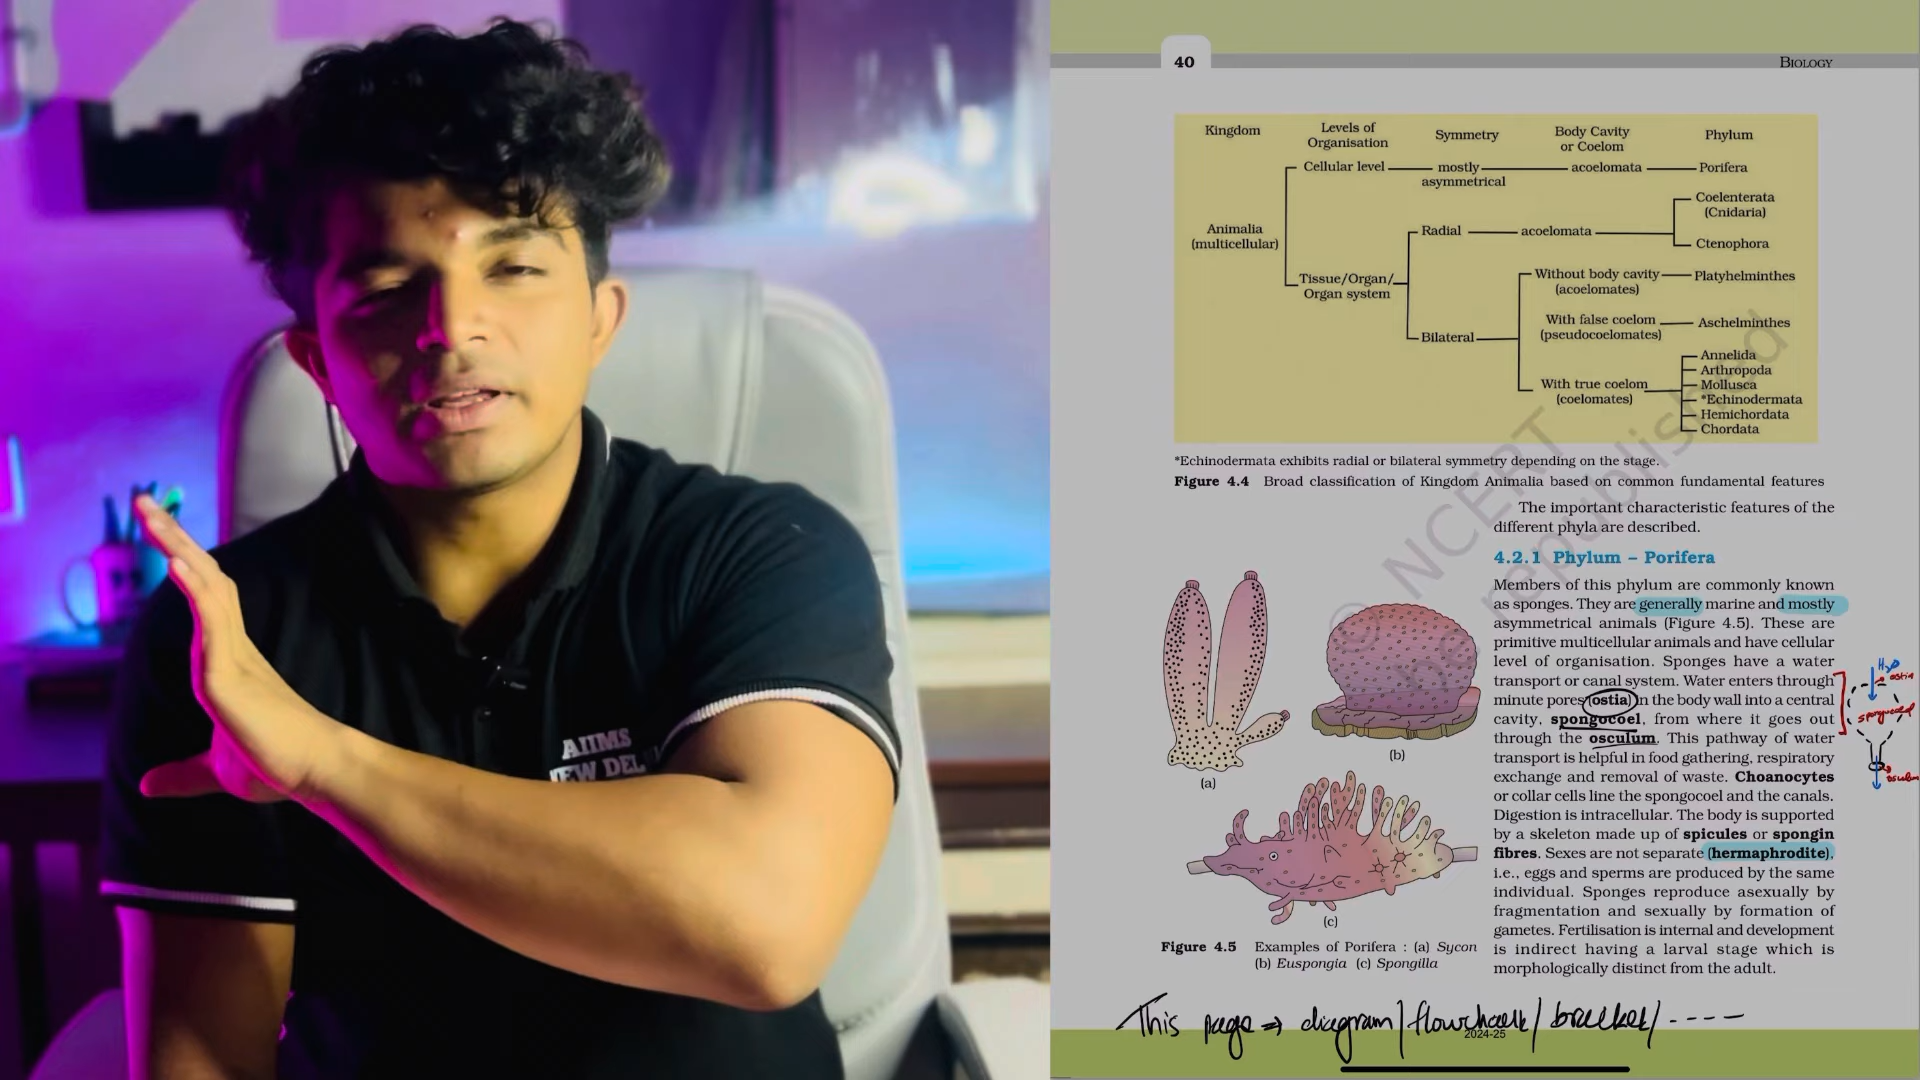 AIIMS
NEW DEL
40
BIOLOGY
Kingdom
Levels of
Organisation
Symmetry
Body Cavity
or Coelom
Phylum
Cellular level
mostly
asymmetrical
acoelomata
Porifera
Animalia
(multicellular)
Radial
acoelomata
Coelenterata
(Cnidaria)
Ctenophora
Tissue/Organ/
Organ system
Bilateral
Without body cavity
(acoelomates)
Platyhelminthes
With false coelom
(pseudocoelomates)
Aschelminthes
With true coelom
(coelomates)
Annelida
Arthropoda
Mollusca
*Echinodermata
Hemichordata
Chordata
*Echinodermata exhibits radial or bilateral symmetry depending on the stage.
Figure 4.4 Broad classification of Kingdom Animalia based on common fundamental features
© NCERT
be republished
The important characteristic features of the
different phyla are described.
4.2.1 Phylum – Porifera
Members of this phylum are commonly known
as sponges. They are generally marine and mostly
asymmetrical animals (Figure 4.5). These are
primitive multicellular animals and have cellular
level of organisation. Sponges have a water
transport or canal system. Water enters through
minute pores (ostia) in the body wall into a central
cavity, spongocoel, from where it goes out
through the osculum. This pathway of water
transport is helpful in food gathering, respiratory
exchange and removal of waste. Choanocytes
or collar cells line the spongocoel and the canals.
Digestion is intracellular. The body is supported
by a skeleton made up of spicules or spongin
fibres. Sexes are not separate (hermaphrodite),
i.e., eggs and sperms are produced by the same
individual. Sponges reproduce asexually by
fragmentation and sexually by formation of
gametes. Fertilisation is internal and development
is indirect having a larval stage which is
morphologically distinct from the adult.
H₂O
ostia
spongocoel
osculum
(a)
(b)
(c)
Figure 4.5 Examples of Porifera : (a) Sycon
(b) Euspongia (c) Spongilla
This page ⇒ diagram/flowchart/bracket/----
2024-25